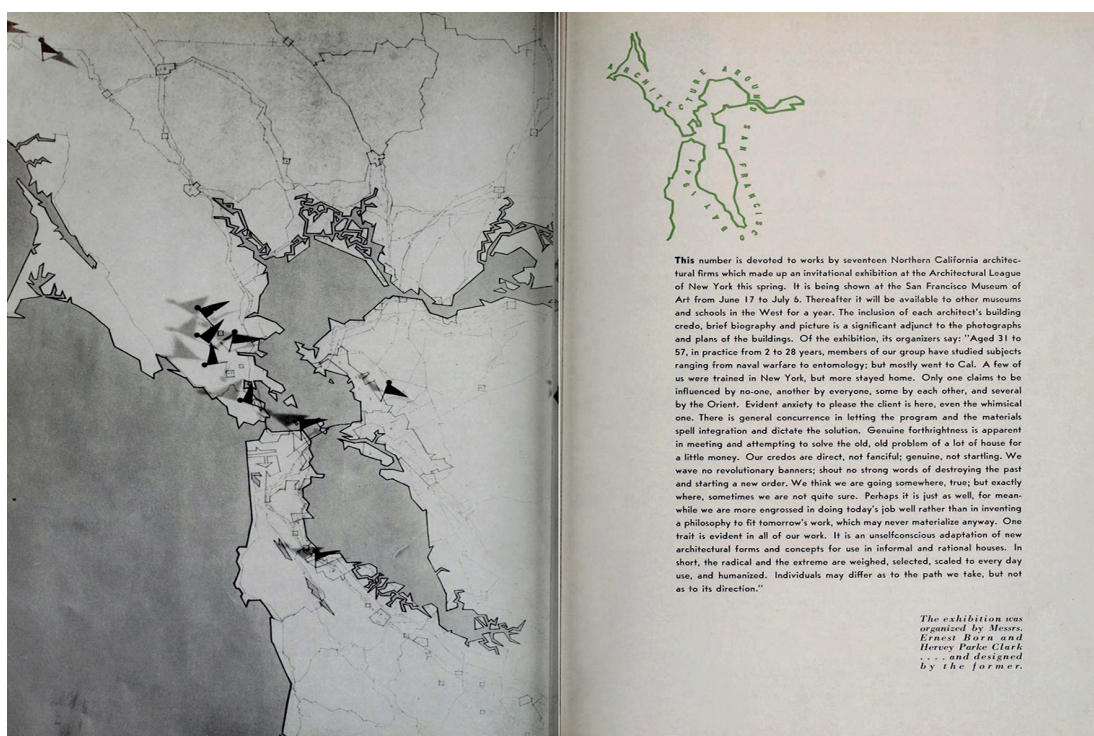 ARCHITECTURE AROUND SAN FRANCISCO BAY 1941
This number is devoted to works by seventeen Northern California architec-
tural firms which made up an invitational exhibition at the Architectural League
of New York this spring. It is being shown at the San Francisco Museum of
Art from June 17 to July 6. Thereafter it will be available to other museums
and schools in the West for a year. The inclusion of each architect's building
credo, brief biography and picture is a significant adjunct to the photographs
and plans of the buildings. Of the exhibition, its organizers say: "Aged 31 to
57, in practice from 2 to 28 years, members of our group have studied subjects
ranging from naval warfare to entomology; but mostly went to Cal. A few of
us were trained in New York, but more stayed home. Only one claims to be
influenced by no-one, another by everyone, some by each other, and several
by the Orient. Evident anxiety to please the client is here, even the whimsical
one. There is general concurrence in letting the program and the materials
spell integration and dictate the solution. Genuine forthrightness is apparent
in meeting and attempting to solve the old, old problem of a lot of house for
a little money. Our credos are direct, not fanciful; genuine, not startling. We
wave no revolutionary banners; shout no strong words of destroying the past
and starting a new order. We think we are going somewhere, true; but exactly
where, sometimes we are not quite sure. Perhaps it is just as well, for mean-
while we are more engrossed in doing today's job well rather than in inventing
a philosophy to fit tomorrow's work, which may never materialize anyway. One
trait is evident in all of our work. It is an unselfconscious adaptation of new
architectural forms and concepts for use in informal and rational houses. In
short, the radical and the extreme are weighed, selected, scaled to every day
use, and humanized. Individuals may differ as to the path we take, but not
as to its direction."
The exhibition was
organized by Messrs.
Ernest Born and
Hervey Parke Clark
. . . . and designed
by the former.